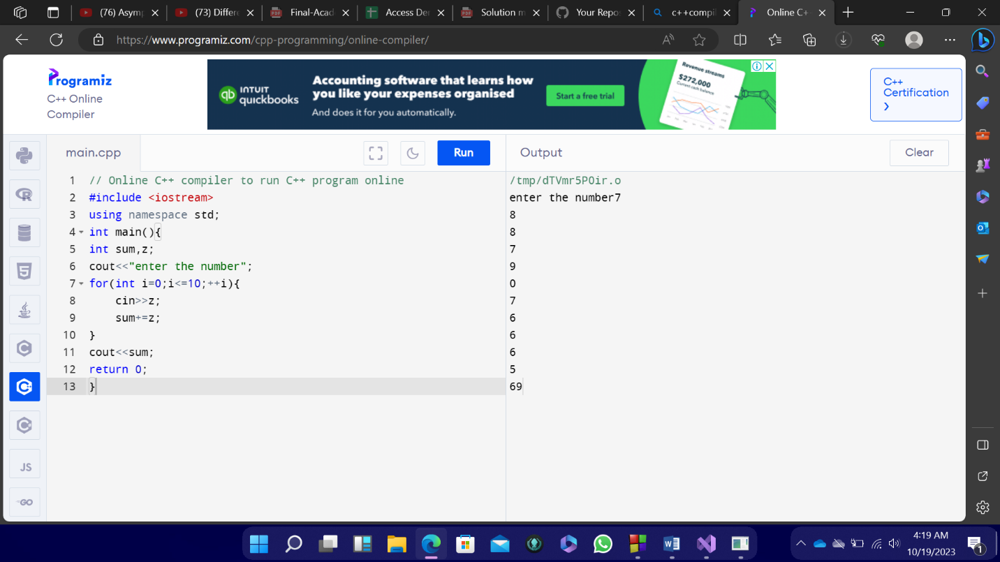 (76) Asymp
(73) Differe
Final-Acad
Access Der
Solution m
Your Repos
c++compil
Online C+
https://www.programiz.com/cpp-programming/online-compiler/
Programiz
C++ Online
Compiler
INTUIT
quickbooks
Accounting software that learns how
you like your expenses organised
And does it for you automatically.
Start a free trial
Revenue streams
$272,000
Current cash balance
C++
Certification
main.cpp
Run
Output
Clear
1 // Online C++ compiler to run C++ program online
2 #include <iostream>
3 using namespace std;
4 int main(){
5 int sum,z;
6 cout<<"enter the number";
7 for(int i=0;i<=10;++i){
8 cin>>z;
9 sum+=z;
10 }
11 cout<<sum;
12 return 0;
13 }
/tmp/dTVmr5POir.o
enter the number7
8
8
7
9
0
7
6
6
6
5
69
JS
GO
4:19 AM
10/19/2023
1